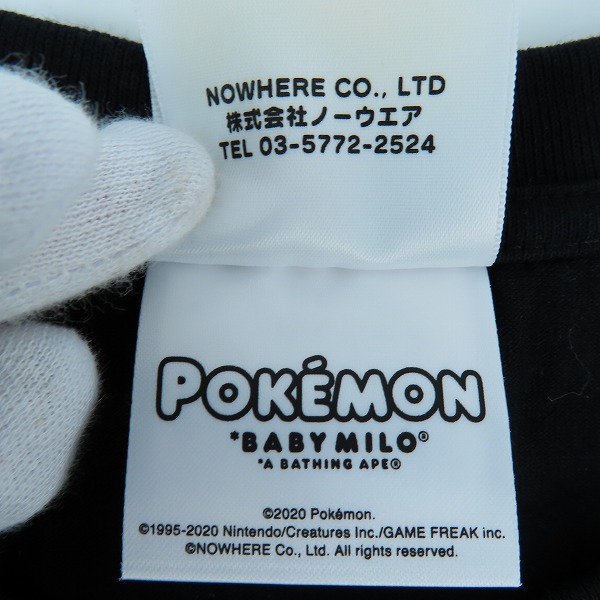 NOWHERE CO., LTD
株式会社ノーウエア
TEL 03-5772-2524
POKÉMON
*BABY MILO®
*A BATHING APE®
©2020 Pokémon.
©1995-2020 Nintendo/Creatures Inc./GAME FREAK inc.
©NOWHERE Co., Ltd. All rights reserved.